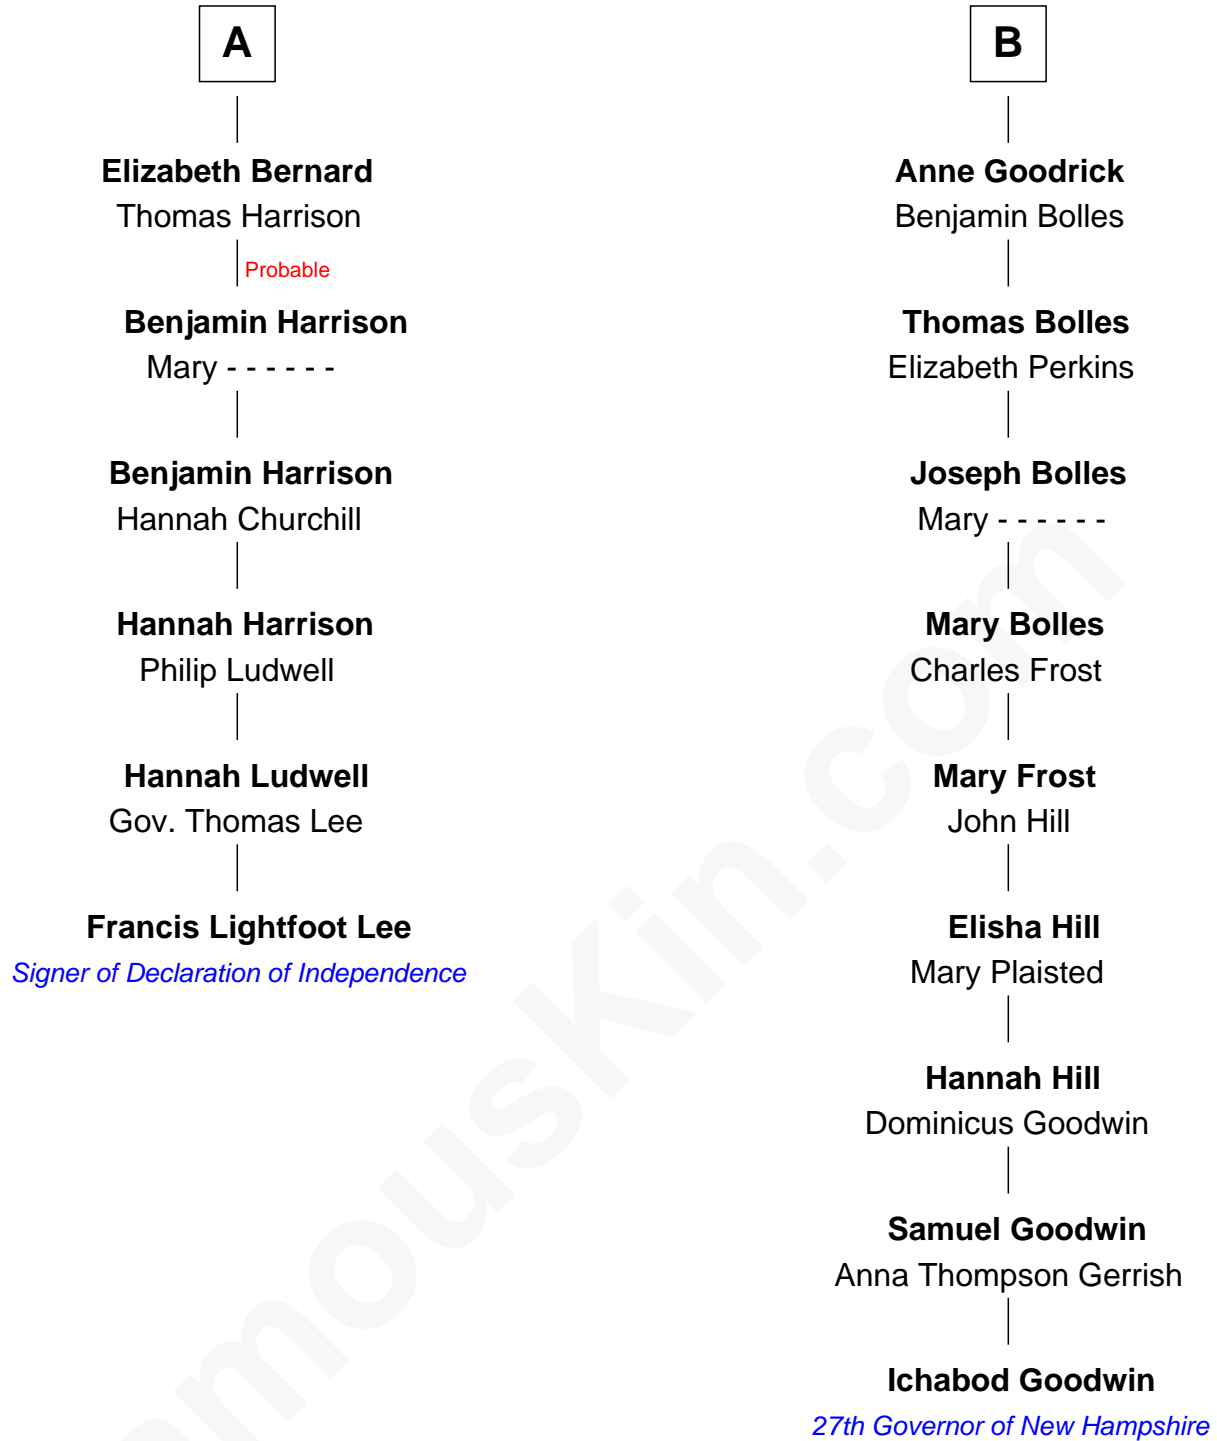 A
Elizabeth Bernard
Thomas Harrison
Probable
Benjamin Harrison
Mary - - - - - -
Benjamin Harrison
Hannah Churchill
Hannah Harrison
Philip Ludwell
Hannah Ludwell
Gov. Thomas Lee
Francis Lightfoot Lee
Signer of Declaration of Independence
B
Anne Goodrick
Benjamin Bolles
Thomas Bolles
Elizabeth Perkins
Joseph Bolles
Mary - - - - - -
Mary Bolles
Charles Frost
Mary Frost
John Hill
Elisha Hill
Mary Plaisted
Hannah Hill
Dominicus Goodwin
Samuel Goodwin
Anna Thompson Gerrish
Ichabod Goodwin
27th Governor of New Hampshire
amouskin.com